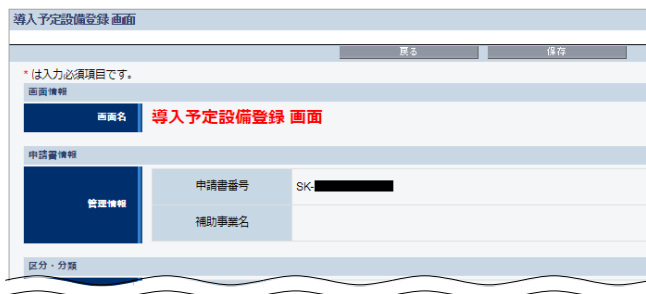 導入予定設備登録 画面
戻る 保存
* は入力必須項目です。
画面情報
画面名 導入予定設備登録 画面
申請書情報
管理情報
申請書番号 SK-
補助事業名
区分・分類